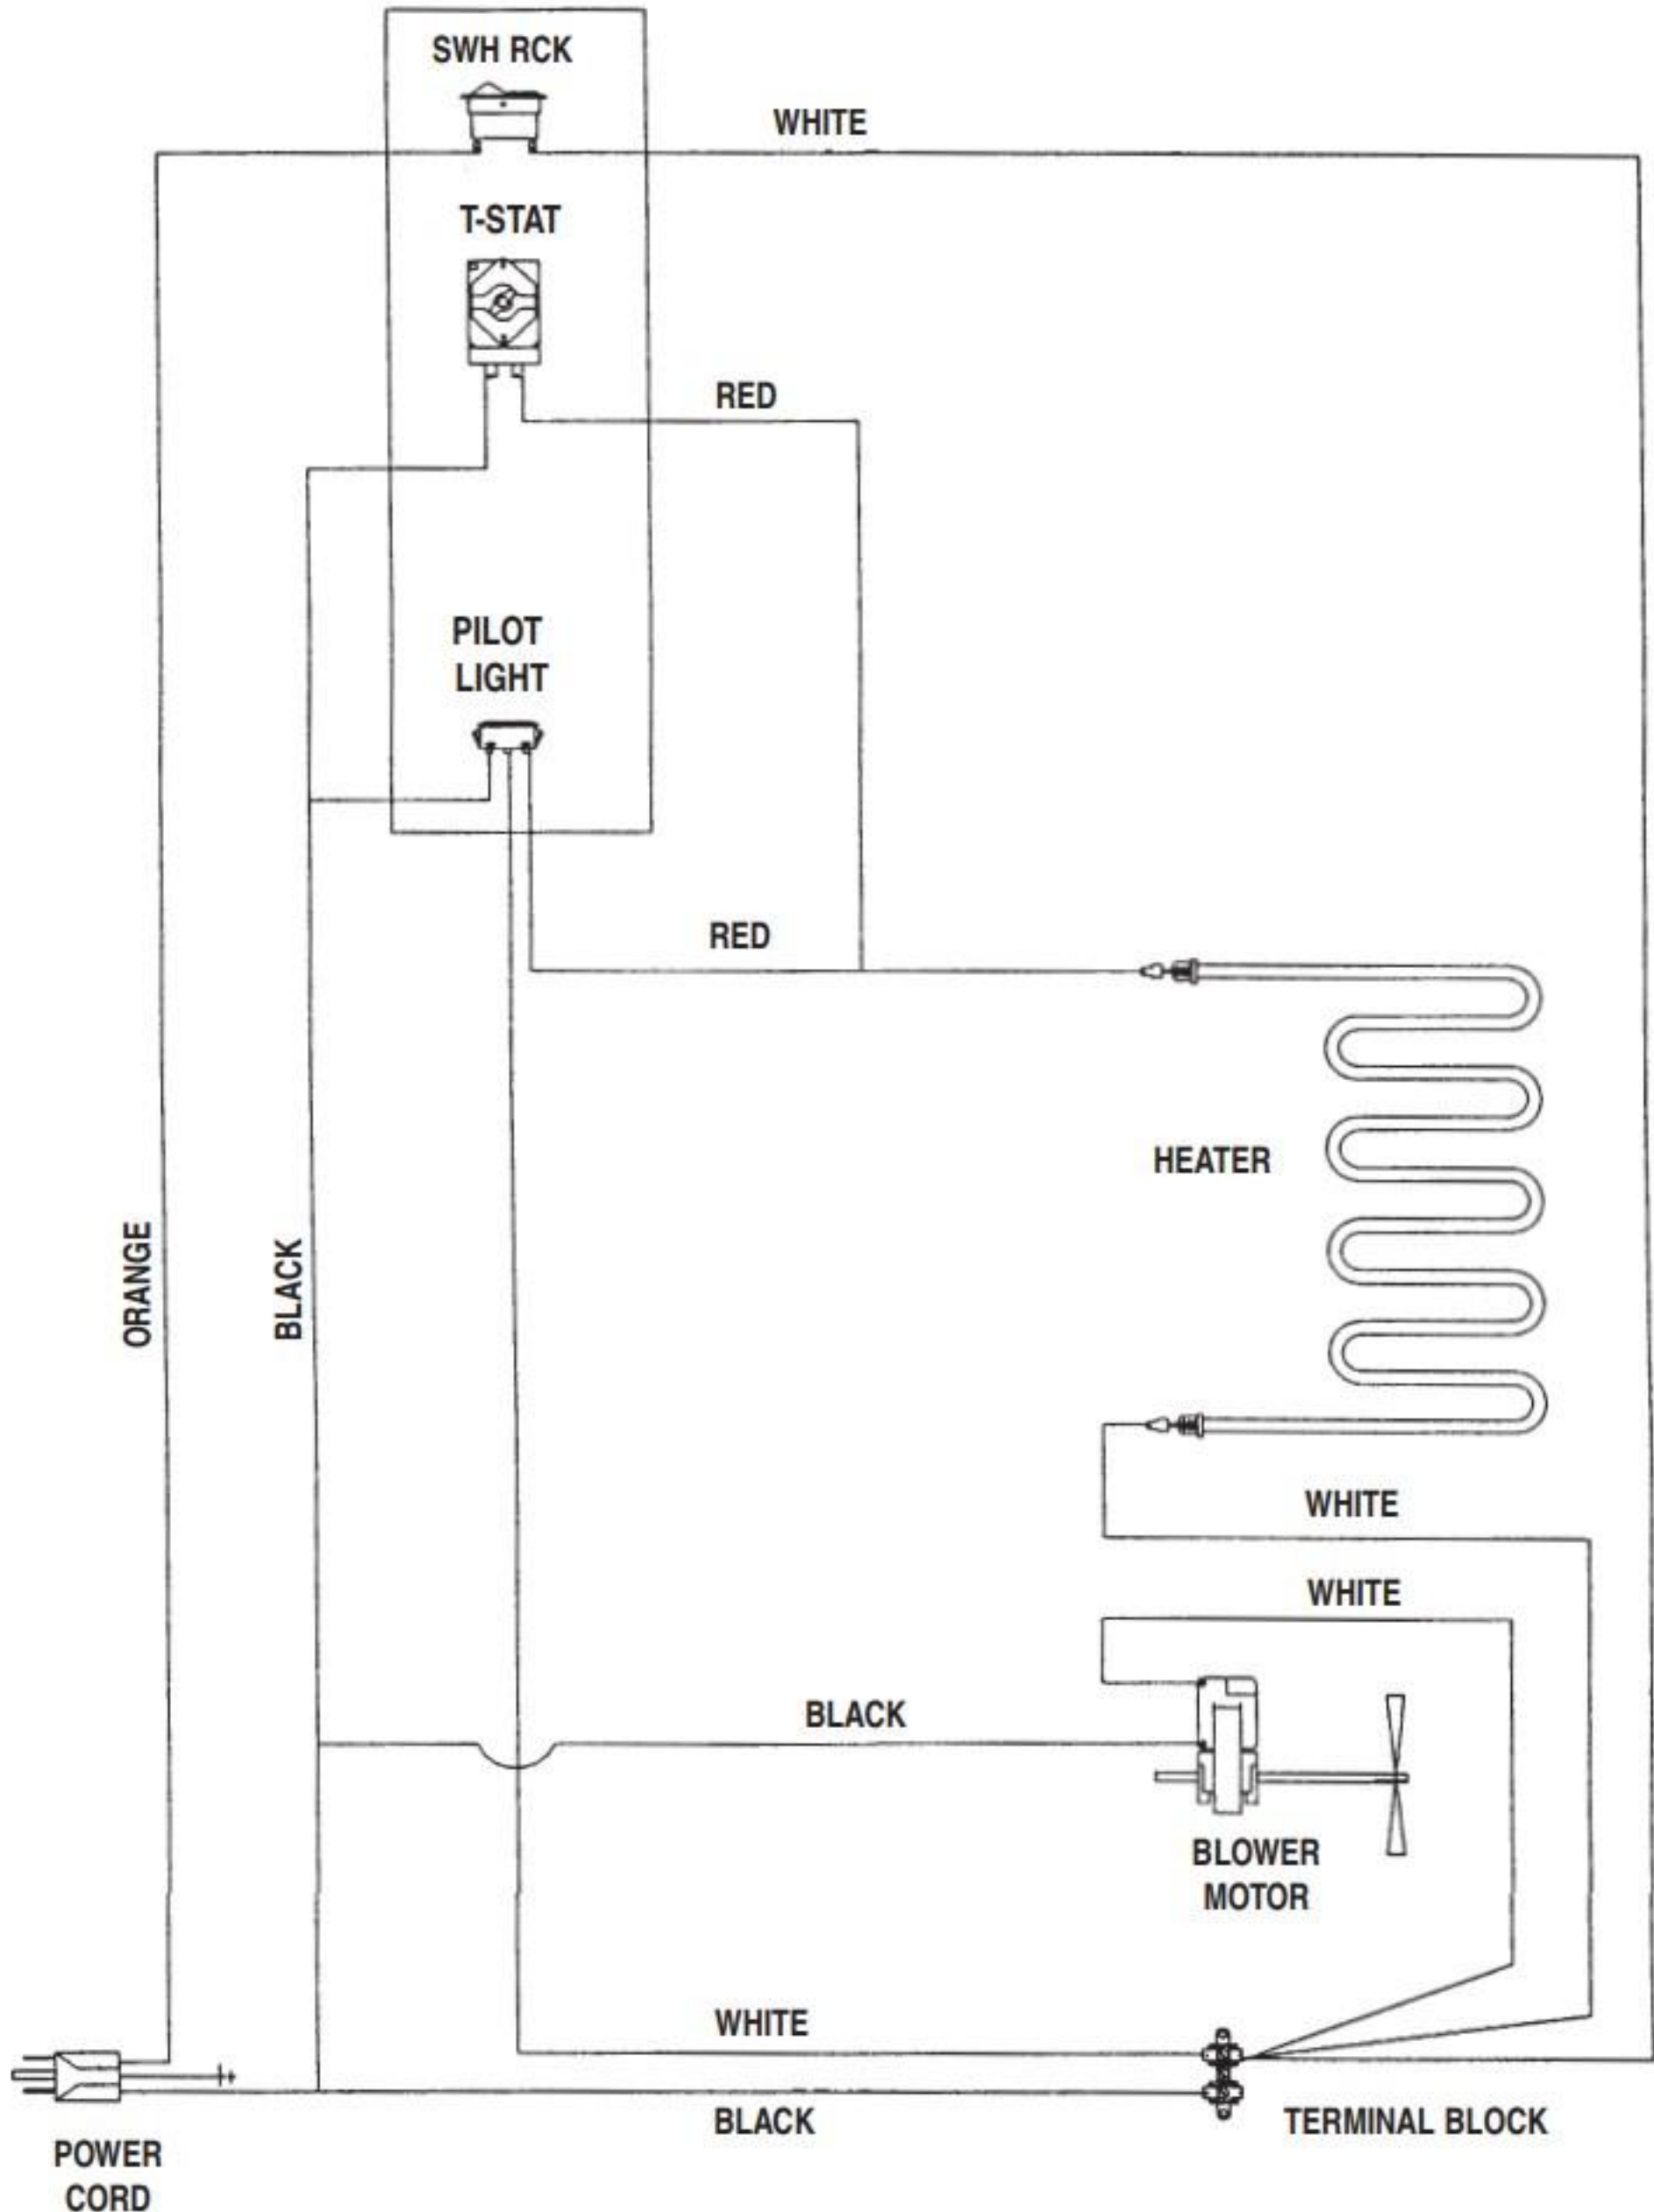 SWH RCK
WHITE
T-STAT
RED
PILOT
LIGHT
RED
HEATER
ORANGE
BLACK
WHITE
WHITE
BLACK
BLOWER
MOTOR
WHITE
BLACK
TERMINAL BLOCK
POWER
CORD